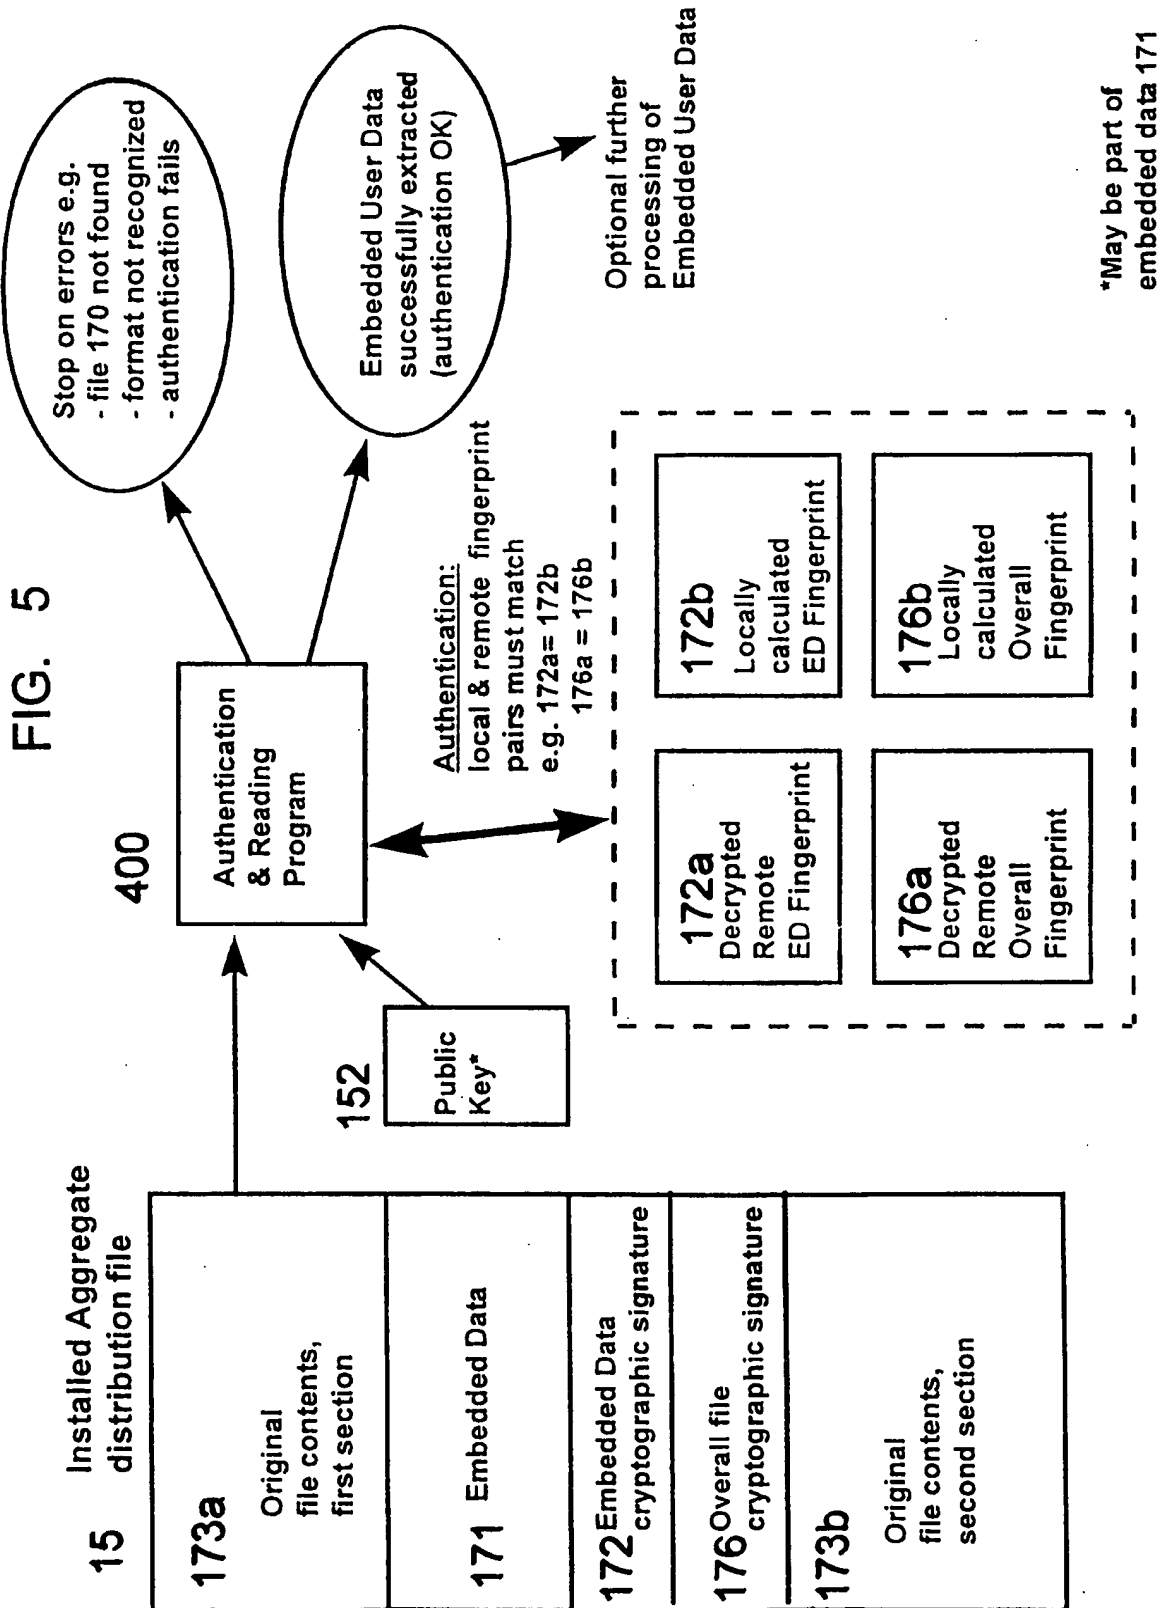 FIG. 5
15
Installed Aggregate
distribution file
173a
Original
file contents,
first section
171 Embedded Data
172 Embedded Data
cryptographic signature
176 Overall file
cryptographic signature
173b
Original
file contents,
second section
152
Public
Key*
400
Authentication
& Reading
Program
Stop on errors e.g.
- file 170 not found
- format not recognized
- authentication fails
Embedded User Data
successfully extracted
(authentication OK)
Optional further
processing of
Embedded User Data
Authentication:
local & remote fingerprint
pairs must match
e.g. 172a= 172b
176a = 176b
172a
Decrypted
Remote
ED Fingerprint
172b
Locally
calculated
ED Fingerprint
176a
Decrypted
Remote
Overall
Fingerprint
176b
Locally
calculated
Overall
Fingerprint
*May be part of
embedded data 171